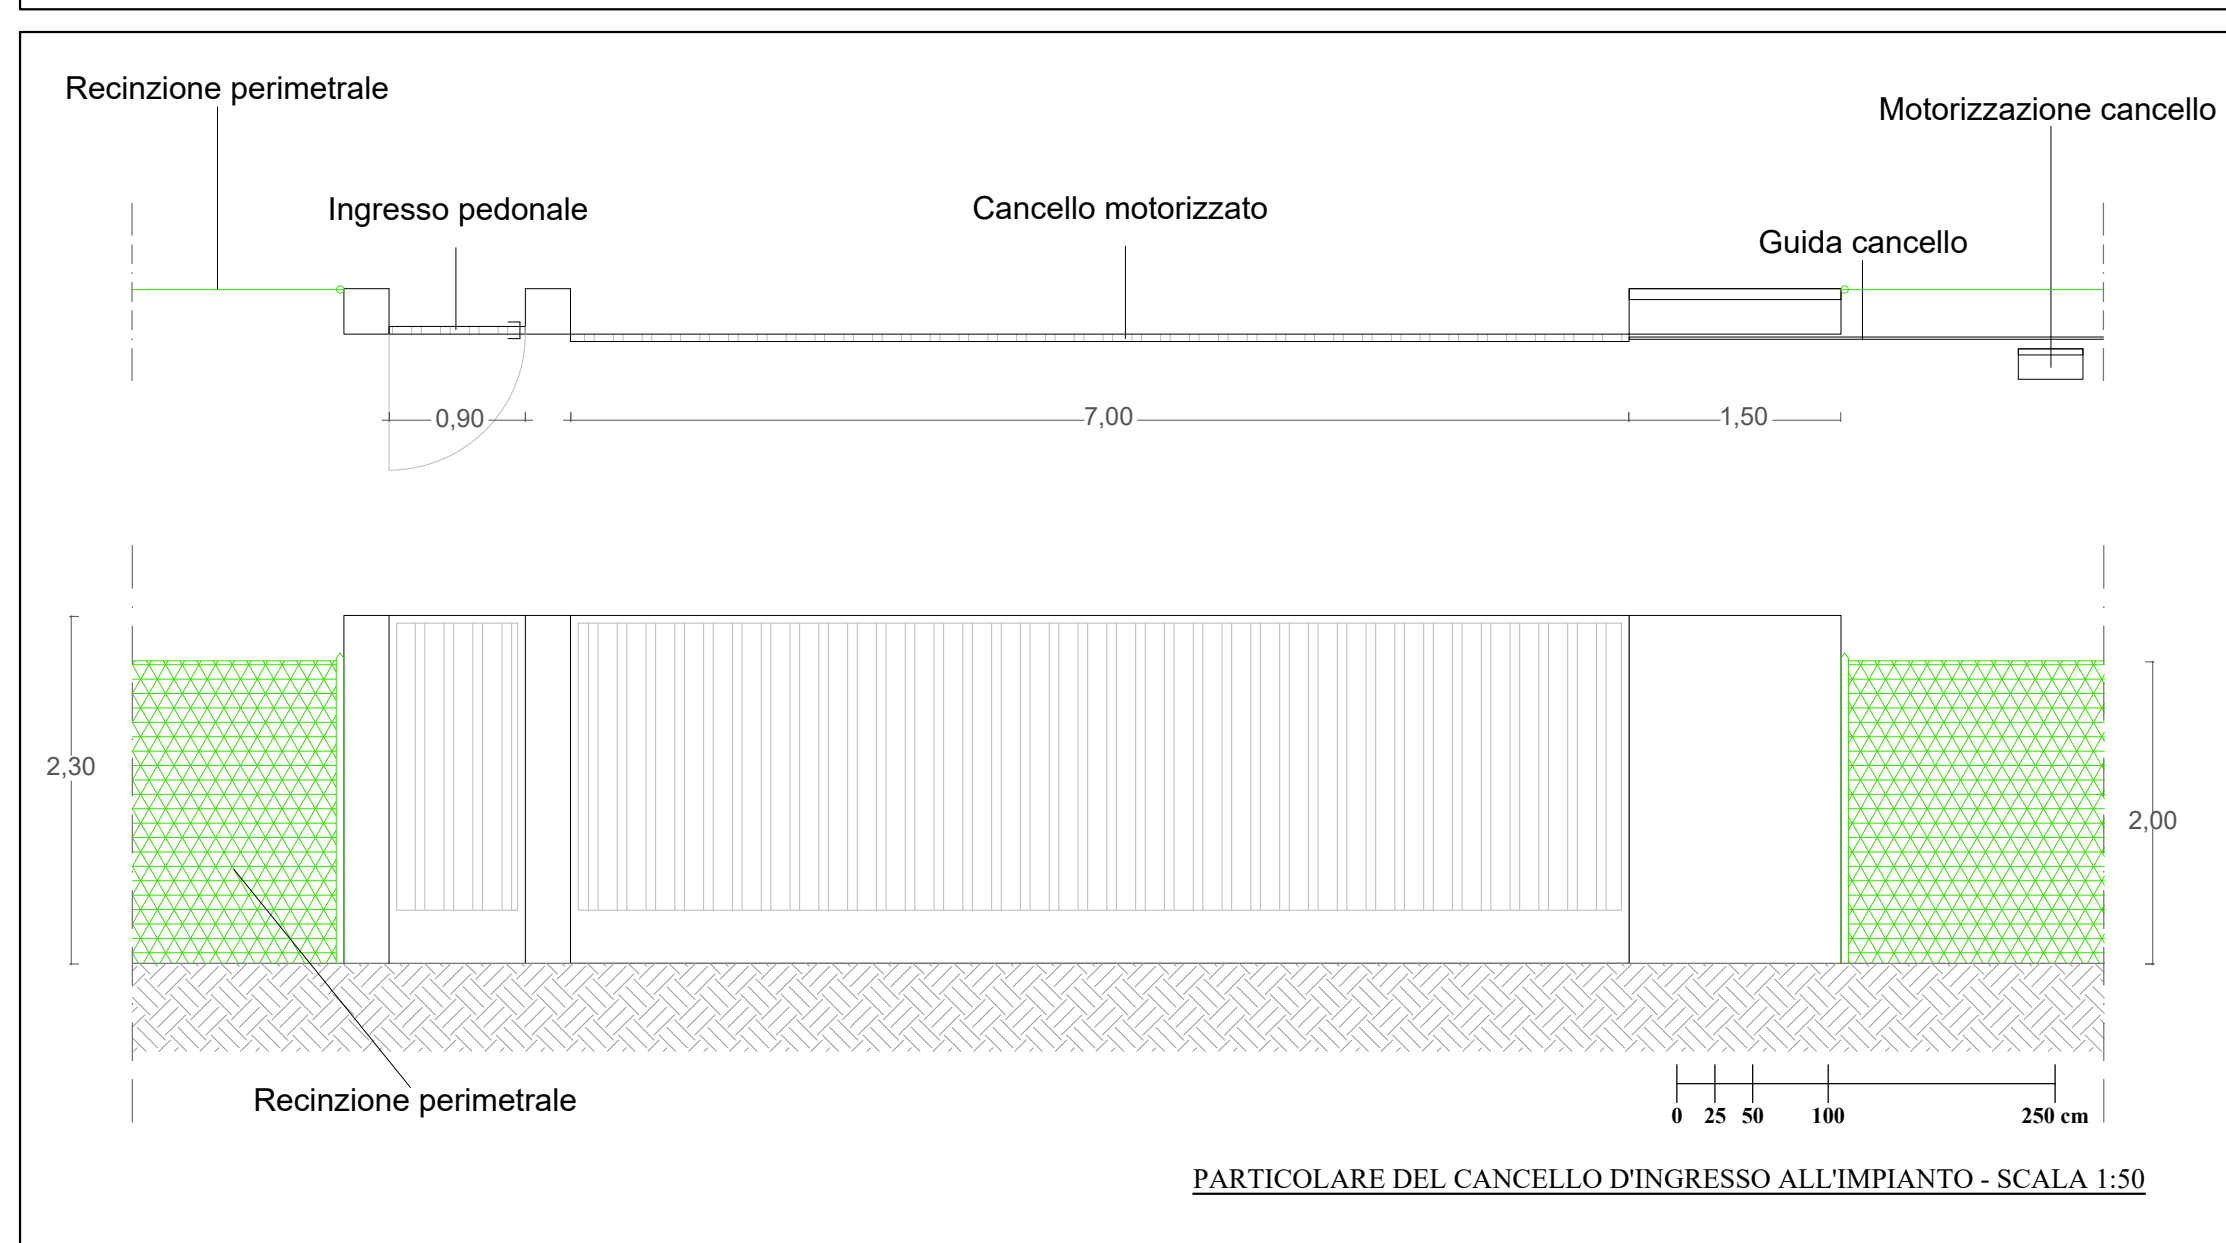 Recinzione perimetrale
Motorizzazione cancello
Ingresso pedonale
Cancello motorizzato
Guida cancello
0,90
7,00
1,50
2,30
2,00
Recinzione perimetrale
0 25 50 100 250 cm
PARTICOLARE DEL CANCELLO D'INGRESSO ALL'IMPIANTO - SCALA 1:50